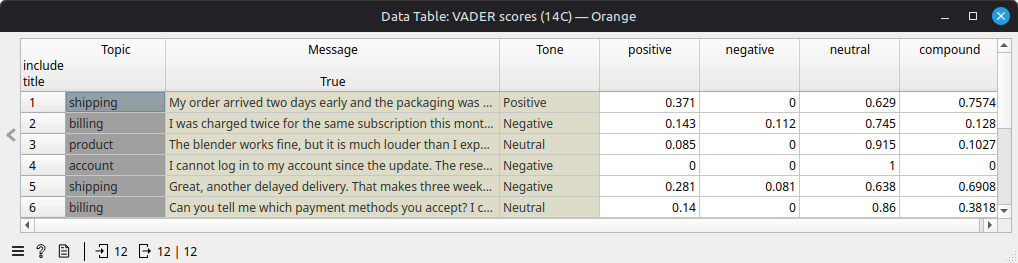 Data Table: VADER scores (14C) — Orange
Topic Message Tone positive negative neutral compound
include
title True
1 shipping My order arrived two days early and the packaging was ... Positive 0.371 0 0.629 0.7574
2 billing I was charged twice for the same subscription this mont... Negative 0.143 0.112 0.745 0.128
3 product The blender works fine, but it is much louder than I exp... Neutral 0.085 0 0.915 0.1027
4 account I cannot log in to my account since the update. The rese... Negative 0 0 1 0
5 shipping Great, another delayed delivery. That makes three week... Negative 0.281 0.081 0.638 0.6908
6 billing Can you tell me which payment methods you accept? I c... Neutral 0.14 0 0.86 0.3818
12 12 | 12